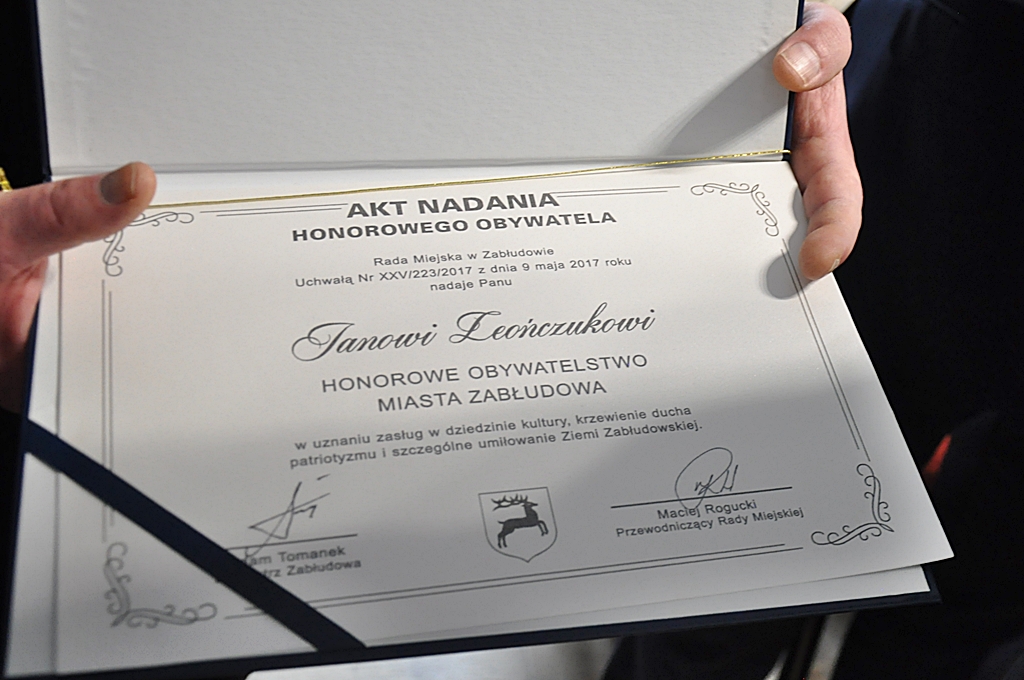 AKT NADANIA
HONOROWEGO OBYWATELA
Rada Miejska w Zabłudowie
Uchwałą Nr XXV/223/2017 z dnia 9 maja 2017 roku
nadaje Panu
Janowi Leończukowi
HONOROWE OBYWATELSTWO
MIASTA ZABŁUDOWA
w uznaniu zasług w dziedzinie kultury, krzewienie ducha
patriotyzmu i szczególne umiłowanie Ziemi Zabłudowskiej.
Tomanek
Zabłudowa
Maciej Rogucki
Przewodniczący Rady Miejskiej